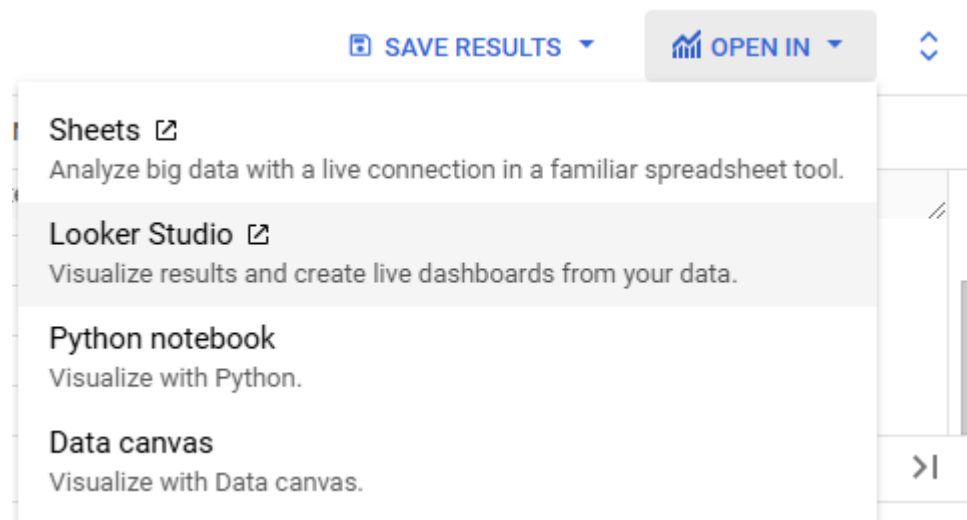 SAVE RESULTS OPEN IN
Sheets
Analyze big data with a live connection in a familiar spreadsheet tool.
Looker Studio
Visualize results and create live dashboards from your data.
Python notebook
Visualize with Python.
Data canvas
Visualize with Data canvas.